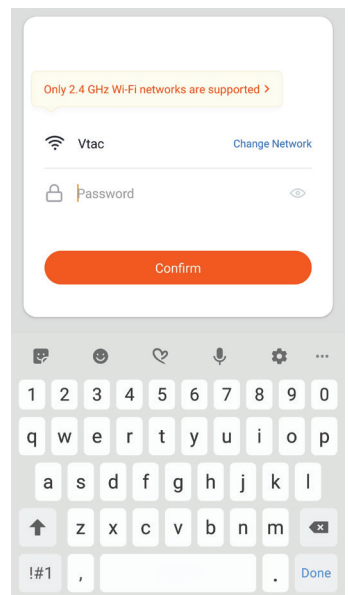 Only 2.4 GHz Wi-Fi networks are supported >
Vtac Change Network
Password
Confirm
1 2 3 4 5 6 7 8 9 0
q w e r t y u i o p
a s d f g h j k l
z x c v b n m
!#1 , . Done